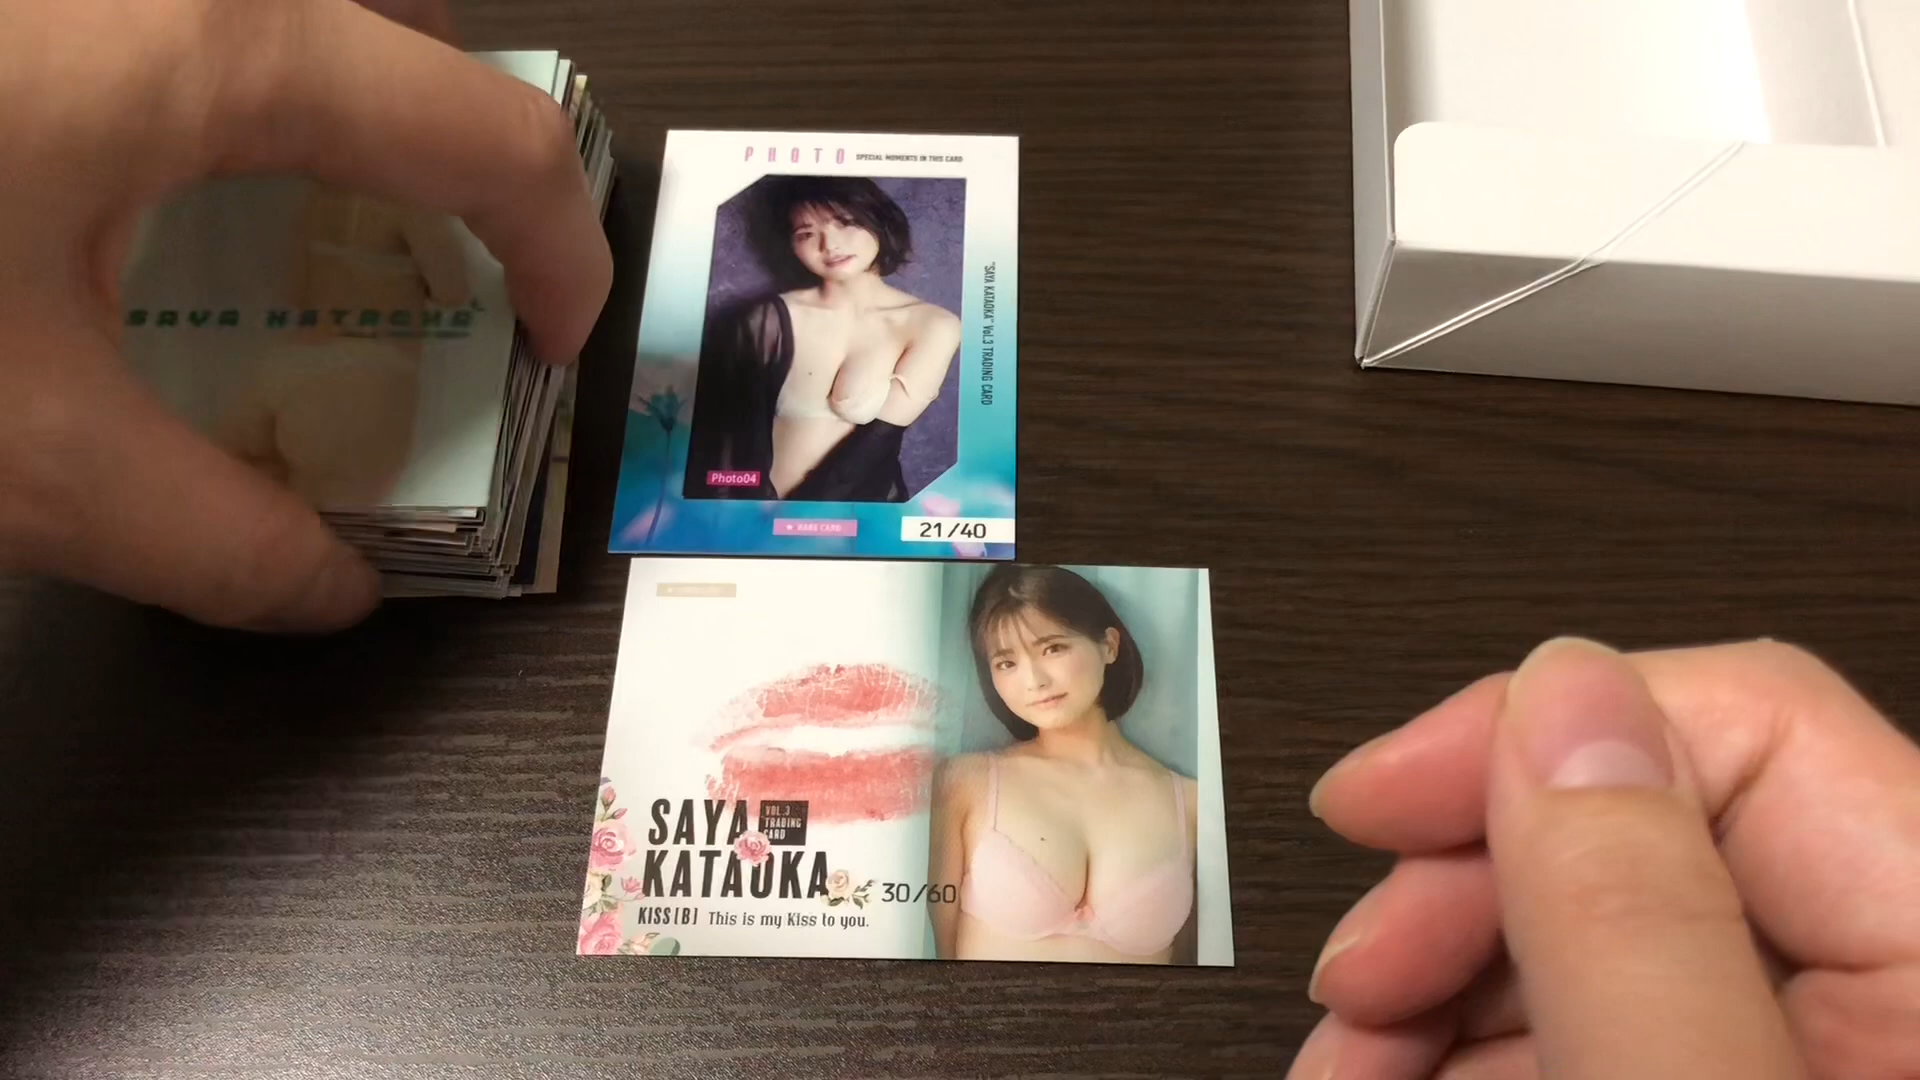 SAYA KATAOKA
PHOTO SPECIAL MOMENTS IN THIS CARD
"SAYA KATAOKA" Vol.3 TRADING CARD
Photo04
★ RARE CARD
21/40
SAYA
KATAOKA
VOL.3
TRADING
CARD
30/60
KISS[B] This is my Kiss to you.